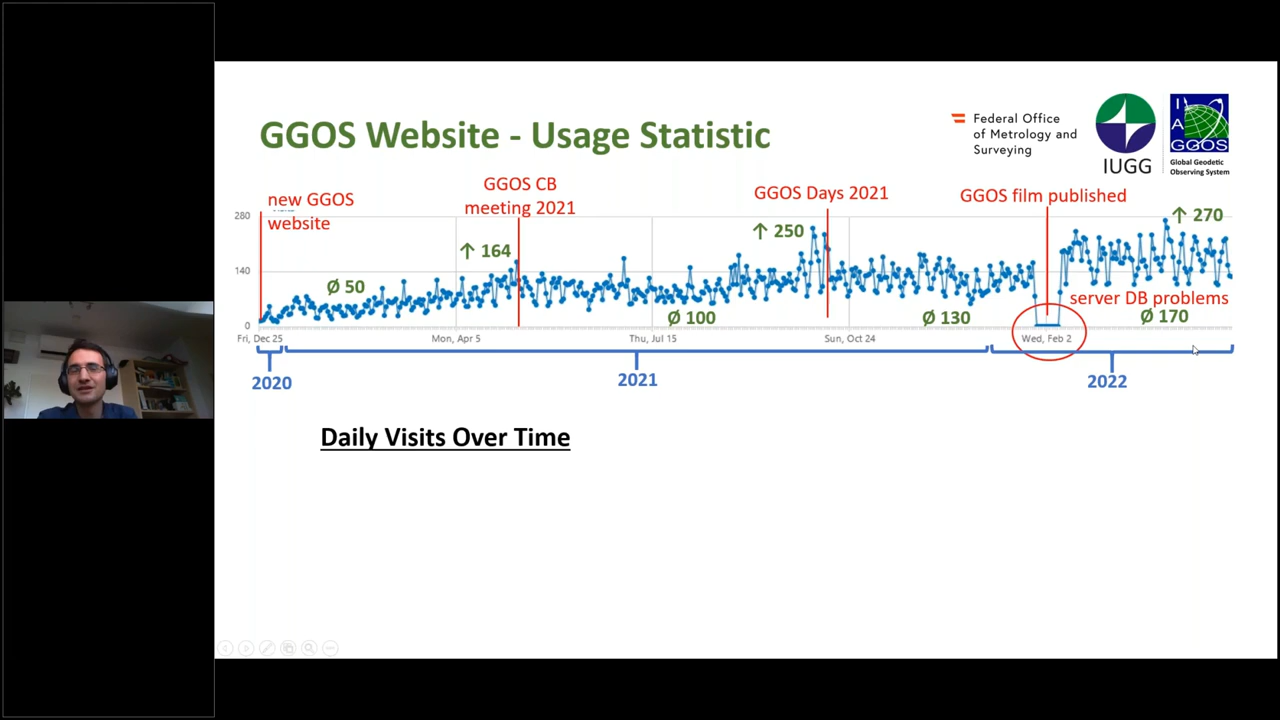 GGOS Website - Usage Statistic
Federal Office
of Metrology and
Surveying
IUGG
I
A
GGOS
Global Geodetic
Observing System
new GGOS
website
GGOS CB
meeting 2021
GGOS Days 2021
GGOS film published
280
140
0
Ø 50
↑ 164
Ø 100
↑ 250
Ø 130
↑ 270
server DB problems
Ø 170
Fri, Dec 25
Mon, Apr 5
Thu, Jul 15
Sun, Oct 24
Wed, Feb 2
2020
2021
2022
Daily Visits Over Time